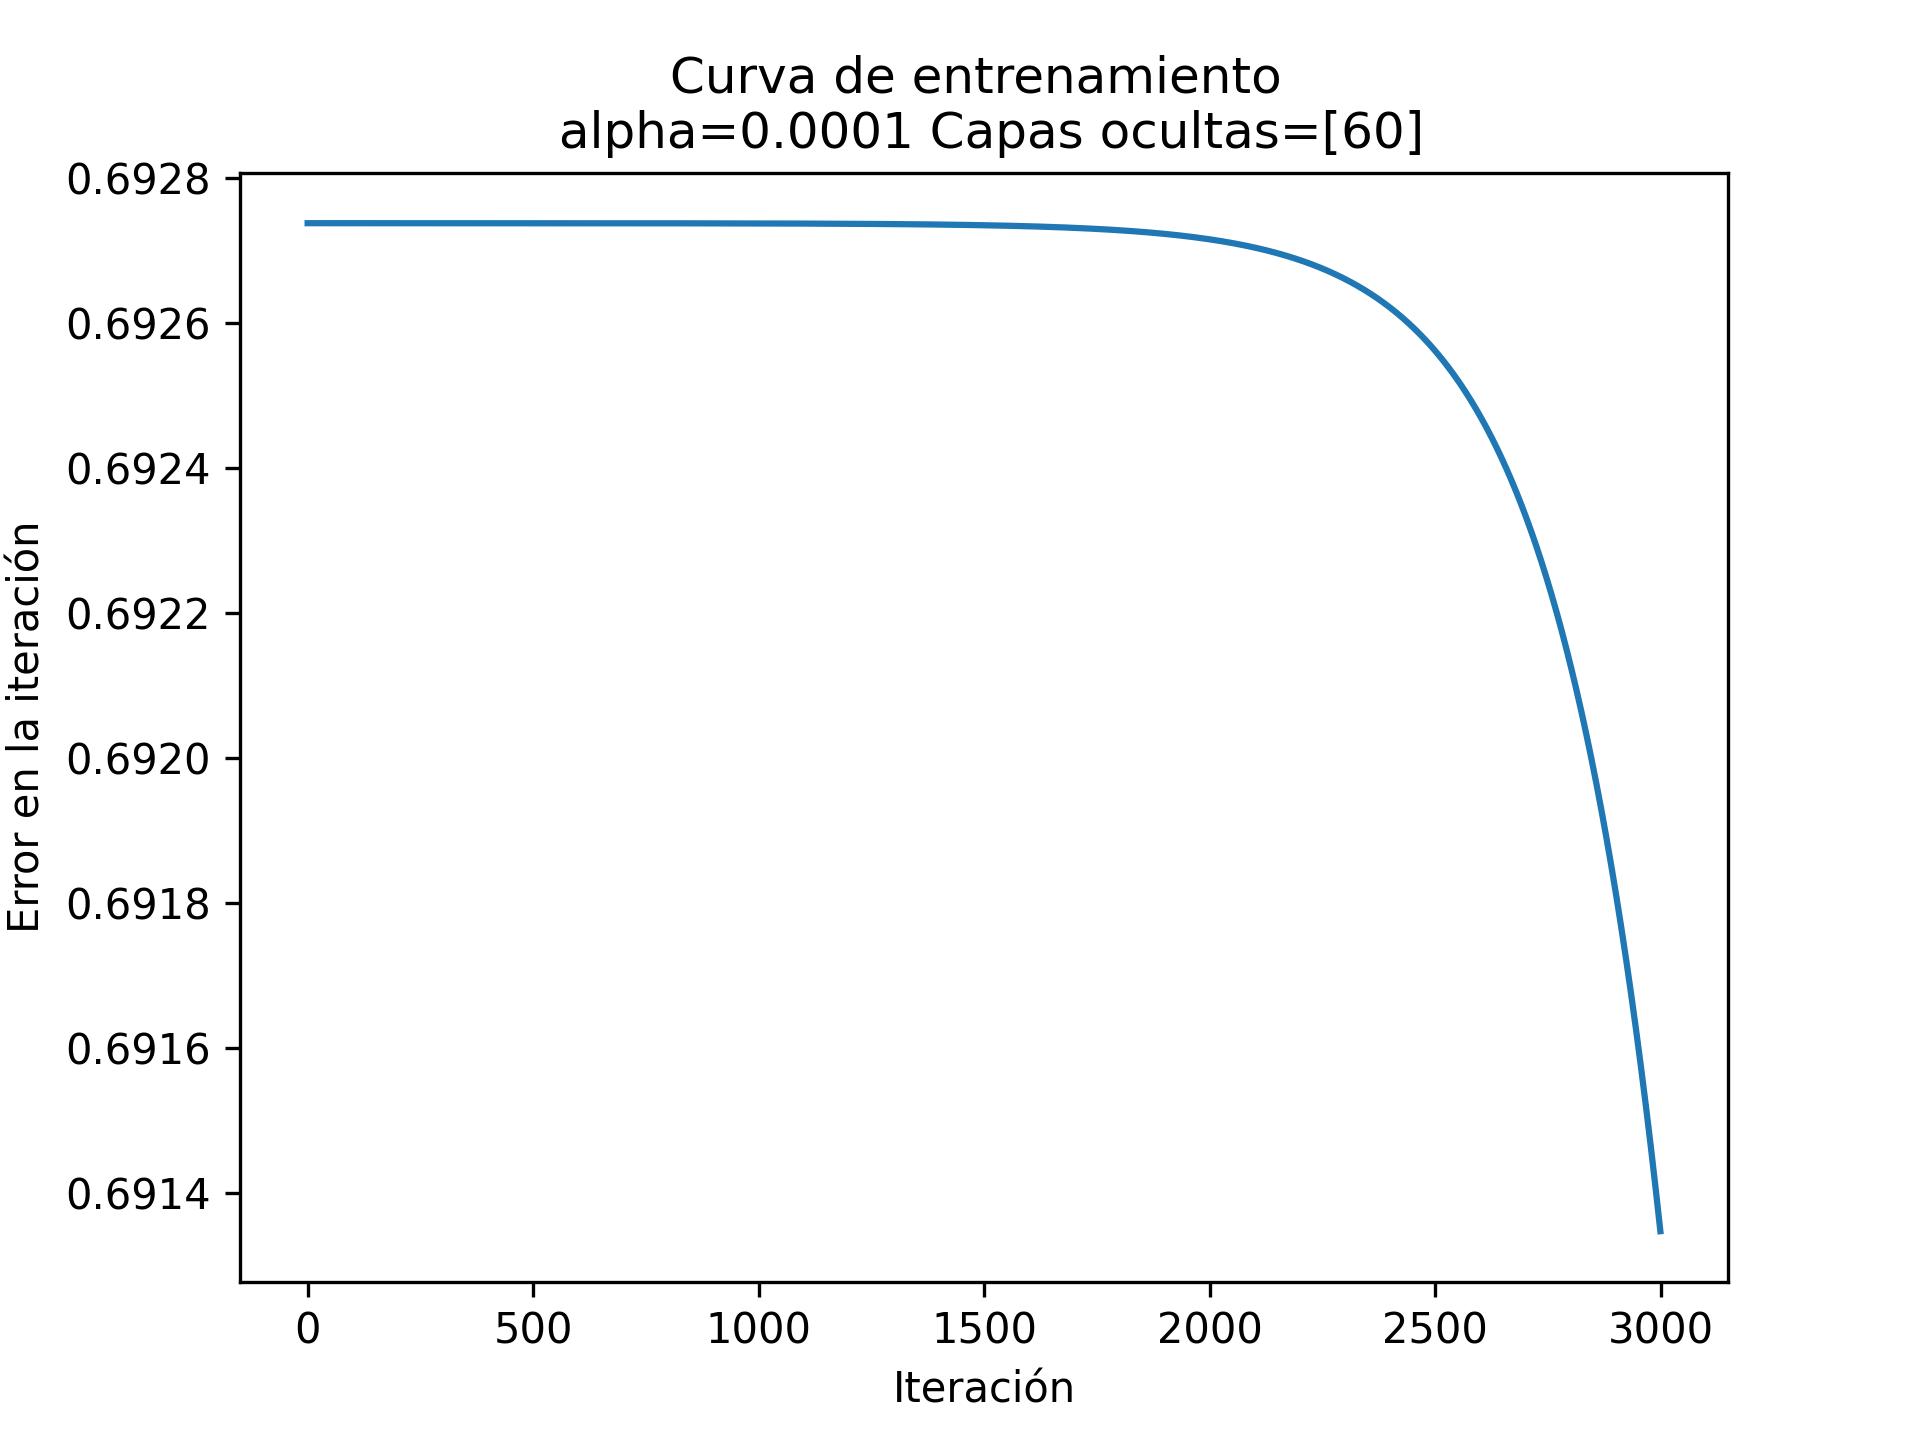 Curva de entrenamiento
alpha=0.0001 Capas ocultas=[60]
0.6928
0.6926
0.6924
0.6922
0.6920
0.6918
0.6916
0.6914
Error en la iteración
0 500 1000 1500 2000 2500 3000
Iteración